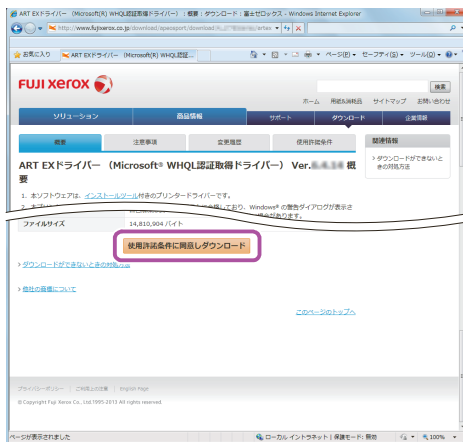 ART EXドライバー （Microsoft(R) WHQL認証取得ドライバー）：概要：ダウンロード：富士ゼロックス - Windows Internet Explorer
お気に入り ART EXドライバー （Microsoft(R) WHQL認証... ページ(P) セーフティ(S) ツール(O)
FUJI XEROX
検索
ホーム 用紙&消耗品 サイトマップ お問い合わせ
ソリューション 商品情報 サポート ダウンロード 企業情報
概要 注意事項 変更履歴 使用許諾条件 関連情報
> ダウンロードができないときの対処方法
ART EXドライバー （Microsoft® WHQL認証取得ドライバー） Ver. 概
要
1. 本ソフトウエアは、インストールツール付きのプリンタードライバーです。
ファイルサイズ 14,810,904 バイト
使用許諾条件に同意しダウンロード
> ダウンロードができないときの対処方法
> 他社の商標について
このページのトップへ
プライバシーポリシー ご利用上の注意 English Page
© Copyright Fuji Xerox Co., Ltd.1995-2013 All rights reserved.
ページが表示されました ローカル イントラネット | 保護モード: 無効 100%